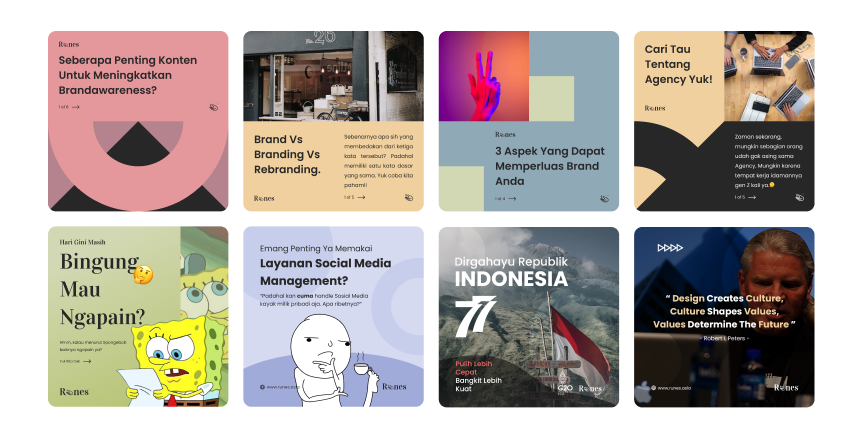 Runes
Seberapa Penting Konten
Untuk Meningkatkan
Brandawareness?
1 of 6
No. 26
Brand Vs
Branding Vs
Rebranding.
Sebenarnya apa sih yang
membedakan dari ketiga
kata tersebut? Padahal
memiliki satu kata dasar
yang sama. Yuk coba kita
pahami!
Runes
1 of 5
Runes
3 Aspek Yang Dapat
Memperluas Brand
Anda
1 of 4
Cari Tau
Tentang
Agency Yuk!
Runes
Zaman sekarang,
mungkin sebagian orang
udah gak asing sama
Agency. Mungkin karena
tempat kerja idamannya
gen Z kali ya.
1 of 5
Hari Gini Masih
Bingung
Mau
Ngapain?
Runes
Emang Penting Ya Memakai
Layanan Social Media
Management?
"Padahal kan cuma handle Sosial Media
kayak milik pribadi aja. Apa ribetnya?"
www.runes.asia
Runes
Dirgahayu Republik
INDONESIA
77
Pulih Lebih
Cepat
Bangkit Lebih
Kuat
G20
Runes
“ Design Creates Culture,
Culture Shapes Values,
Values Determine The Future ”
- Robert L Peters -
www.runes.asia
Runes